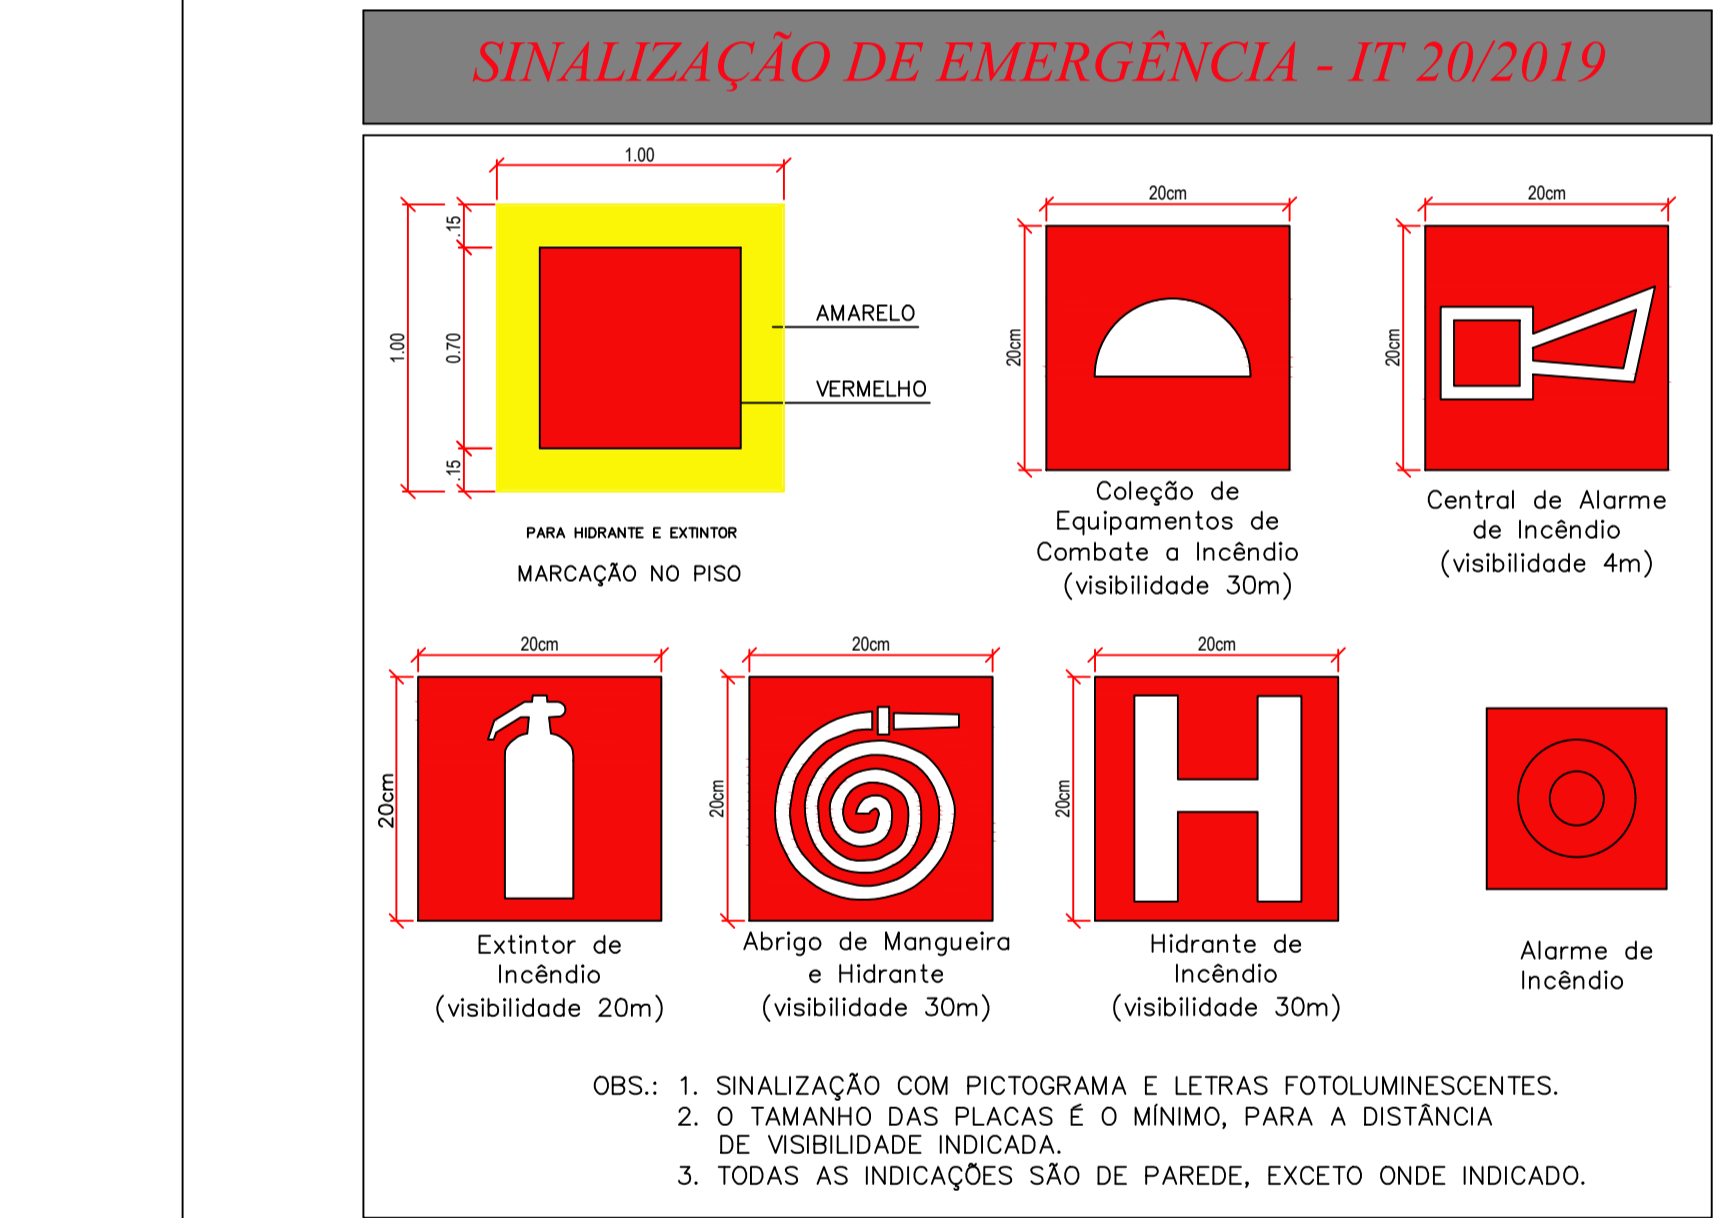 SINALIZAÇÃO DE EMERGÊNCIA - IT 20/2019
1.00
1.00
.15
0.70
.15
AMARELO
VERMELHO
PARA HIDRANTE E EXTINTOR
MARCAÇÃO NO PISO
20cm
20cm
Coleção de
Equipamentos de
Combate a Incêndio
(visibilidade 30m)
20cm
20cm
Central de Alarme
de Incêndio
(visibilidade 4m)
20cm
20cm
Extintor de
Incêndio
(visibilidade 20m)
20cm
20cm
Abrigo de Mangueira
e Hidrante
(visibilidade 30m)
20cm
20cm
H
Hidrante de
Incêndio
(visibilidade 30m)
Alarme de
Incêndio
OBS.: 1. SINALIZAÇÃO COM PICTOGRAMA E LETRAS FOTOLUMINESCENTES.
2. O TAMANHO DAS PLACAS É O MÍNIMO, PARA A DISTÂNCIA
DE VISIBILIDADE INDICADA.
3. TODAS AS INDICAÇÕES SÃO DE PAREDE, EXCETO ONDE INDICADO.